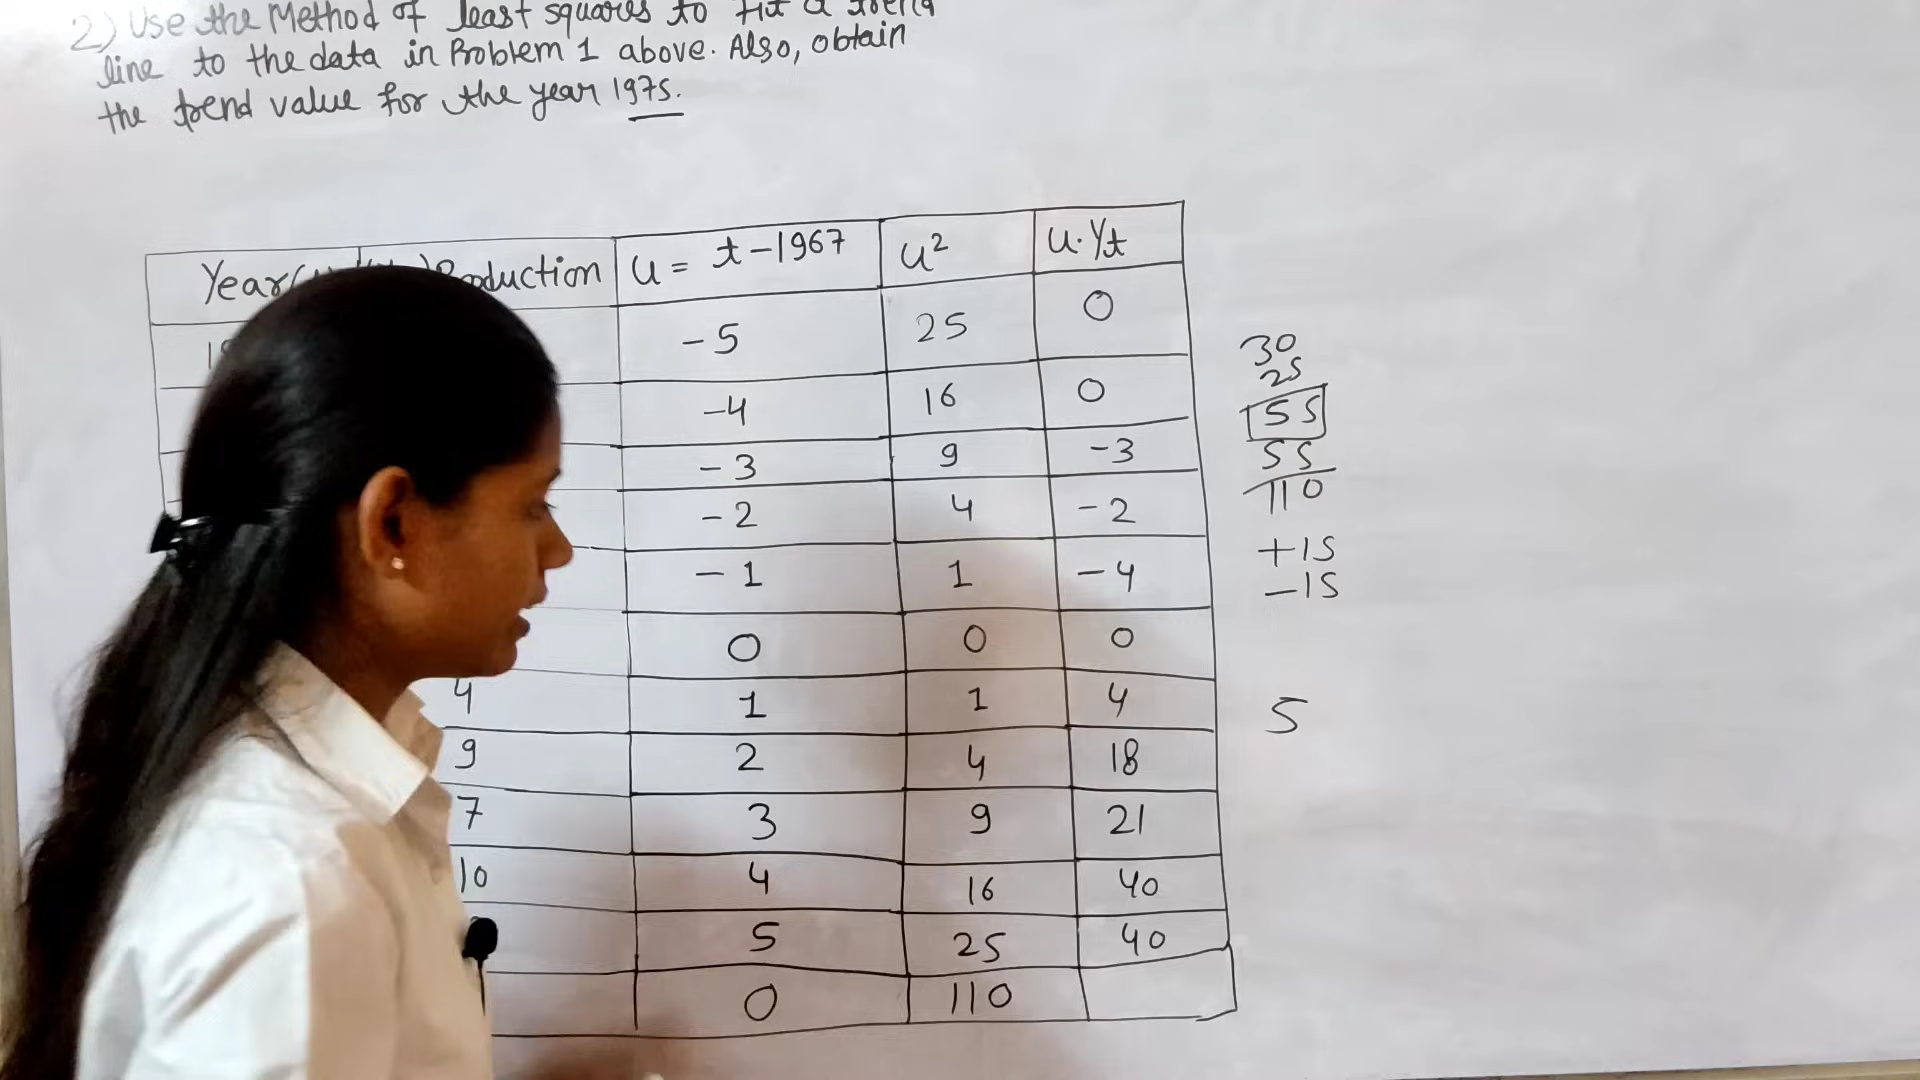 2) Use the Method of least squares to fit a trend
line to the data in Problem 1 above. Also, obtain
the trend value for the year 1975.
Year oduction u = t - 1967 u² u.Yt
-5 25 0
-4 16 0
-3 9 -3
-2 4 -2
-1 1 -4
0 0 0
4 1 1 4
9 2 4 18
7 3 9 21
10 4 16 40
5 25 40
0 110
30
25
55
55
110
+15
-15
5